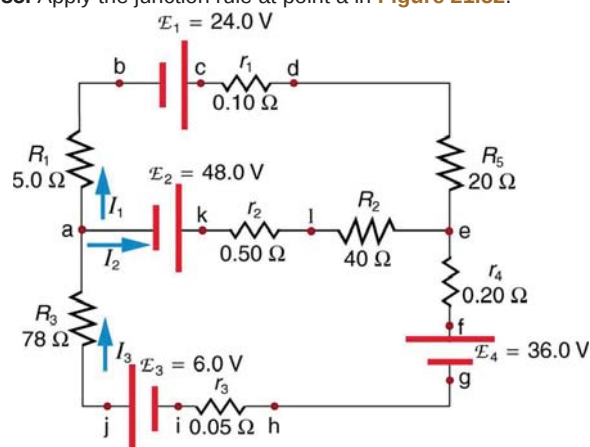 Apply the junction rule at point a in Figure 21.52.
ℰ₁ = 24.0 V
b
c
r₁
d
0.10 Ω
R₁
5.0 Ω
I₁
ℰ₂ = 48.0 V
R₅
20 Ω
a
I₂
k
r₂
0.50 Ω
l
R₂
40 Ω
e
r₄
0.20 Ω
R₃
78 Ω
I₃
ℰ₃ = 6.0 V
f
ℰ₄ = 36.0 V
g
r₃
j
i
0.05 Ω
h